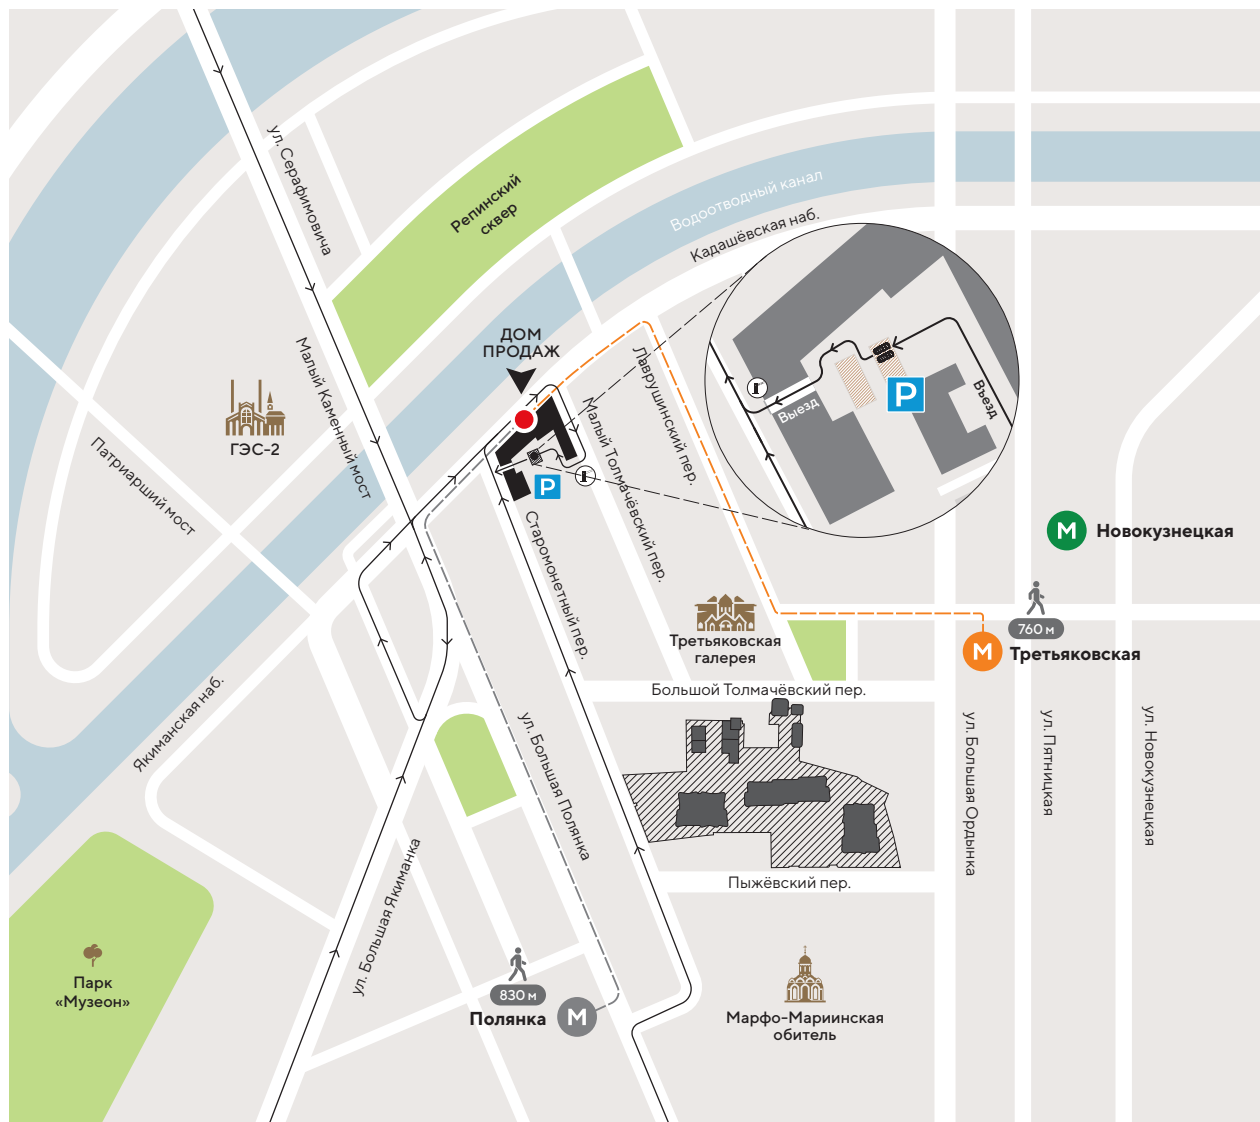 ул. Серафимовича
Репинский
сквер
Водоотводный канал
Кадашёвская наб.
ДОМ
ПРОДАЖ
Малый Каменный мост
Лаврушинский пер.
Малый Толмачёвский пер.
Выезд
Въезд
P
ГЭС-2
Патриарший мост
P
Старомонетный пер.
М
Новокузнецкая
760 м
М
Третьяковская
Третьяковская
галерея
Большой Толмачёвский пер.
Якиманская наб.
ул. Большая Полянка
ул. Большая Ордынка
ул. Пятницкая
ул. Новокузнецкая
ул. Большая Якиманка
Пыжёвский пер.
Парк
«Музеон»
830 м
Полянка
М
Марфо-Мариинская
обитель